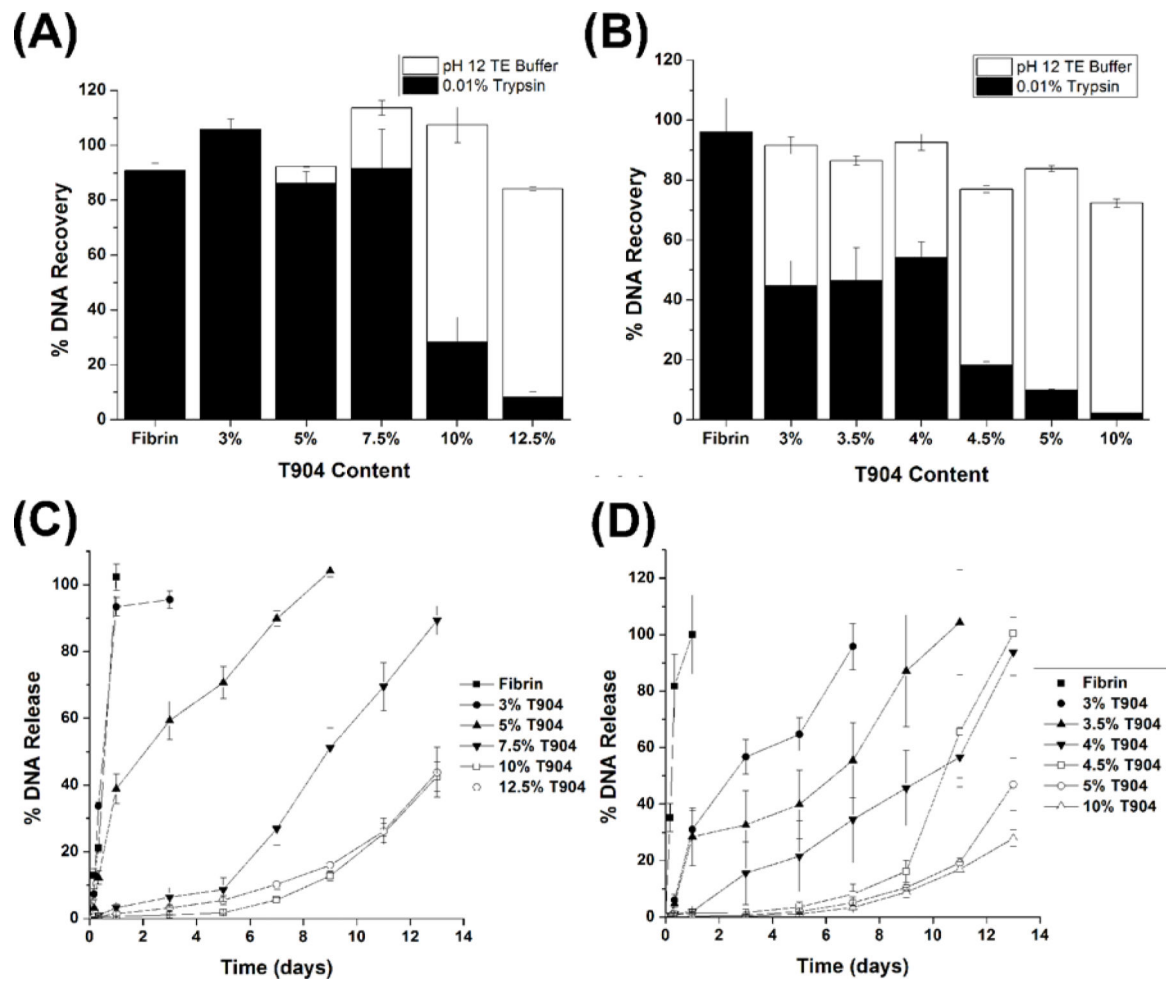 (A)
pH 12 TE Buffer
0.01% Trypsin
120
100
80
60
40
20
0
% DNA Recovery
Fibrin 3% 5% 7.5% 10% 12.5%
T904 Content
(B)
pH 12 TE Buffer
0.01% Trypsin
120
100
80
60
40
20
0
% DNA Recovery
Fibrin 3% 3.5% 4% 4.5% 5% 10%
T904 Content
(C)
100
80
60
40
20
0
% DNA Release
Fibrin
3% T904
5% T904
7.5% T904
10% T904
12.5% T904
0 2 4 6 8 10 12 14
Time (days)
(D)
120
100
80
60
40
20
0
% DNA Release
Fibrin
3% T904
3.5% T904
4% T904
4.5% T904
5% T904
10% T904
0 2 4 6 8 10 12 14
Time (days)